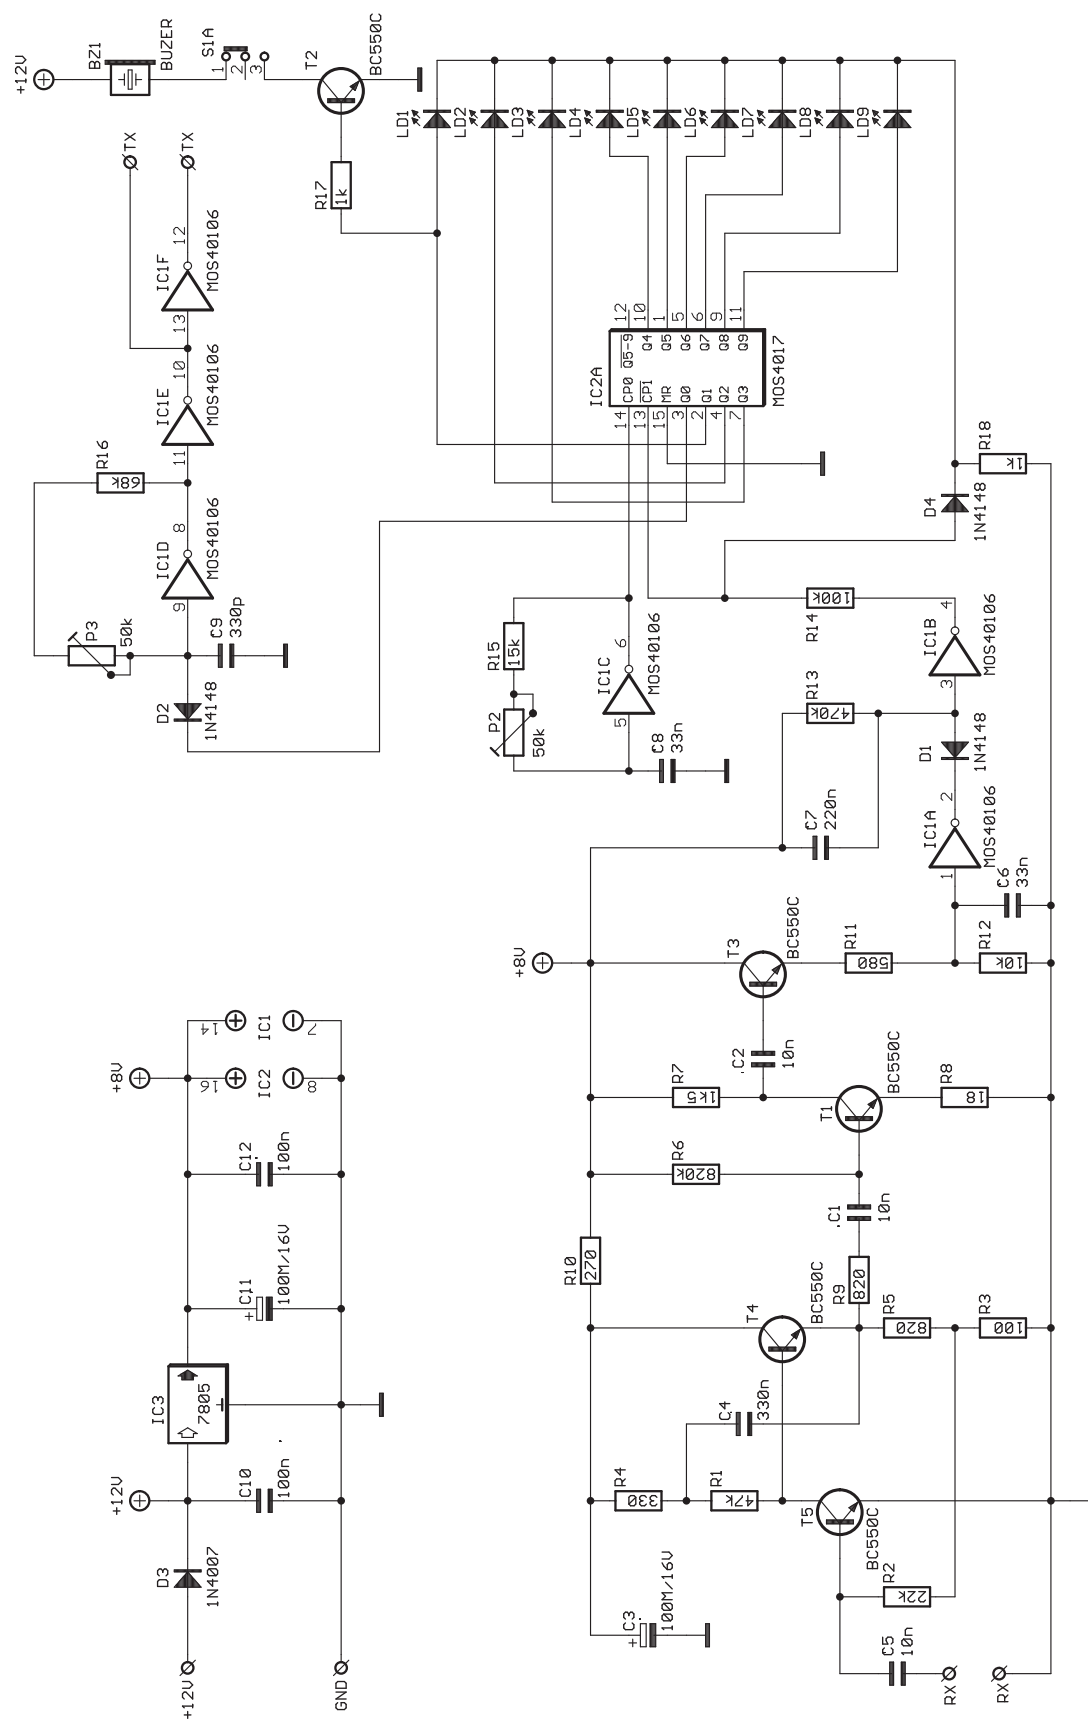 +12V
BZ1
BUZER
S1A
1
2
3
T2
BC550C
TX
TX
R17
1k
LD1
LD2
LD3
LD4
LD5
LD6
LD7
LD8
LD9
IC1F
13
12
MOS40106
IC1E
11
10
MOS40106
R16
68k
IC1D
9
8
MOS40106
P3
50k
C9
330p
D2
1N4148
IC2A
MOS4017
12
10
1
5
6
9
11
Q5-9
Q4
Q5
Q6
Q7
Q8
Q9
CP0
CP1
MR
Q0
Q1
Q2
Q3
14
13
15
3
2
4
7
R18
1k
D4
1N4148
R15
15k
P2
50k
IC1C
5
6
MOS40106
C8
33n
R14
100k
R13
470k
IC1B
3
4
MOS40106
D1
1N4148
C7
220n
IC1A
1
2
MOS40106
C6
33n
+8V
T3
BC550C
R11
580
R12
10k
C2
10n
R7
1k5
T1
BC550C
R8
18
R6
820k
C1
10n
R10
270
R9
820
T4
BC550C
R5
820
R3
100
C4
330n
R4
330
R1
47k
T5
BC550C
R2
22k
C3
+
100M/16V
C5
10n
RX
RX
+8V
14
IC1
7
16
IC2
8
C12
100n
C11
+
100M/16V
IC3
7805
+12V
C10
100n
D3
1N4007
+12V
GND